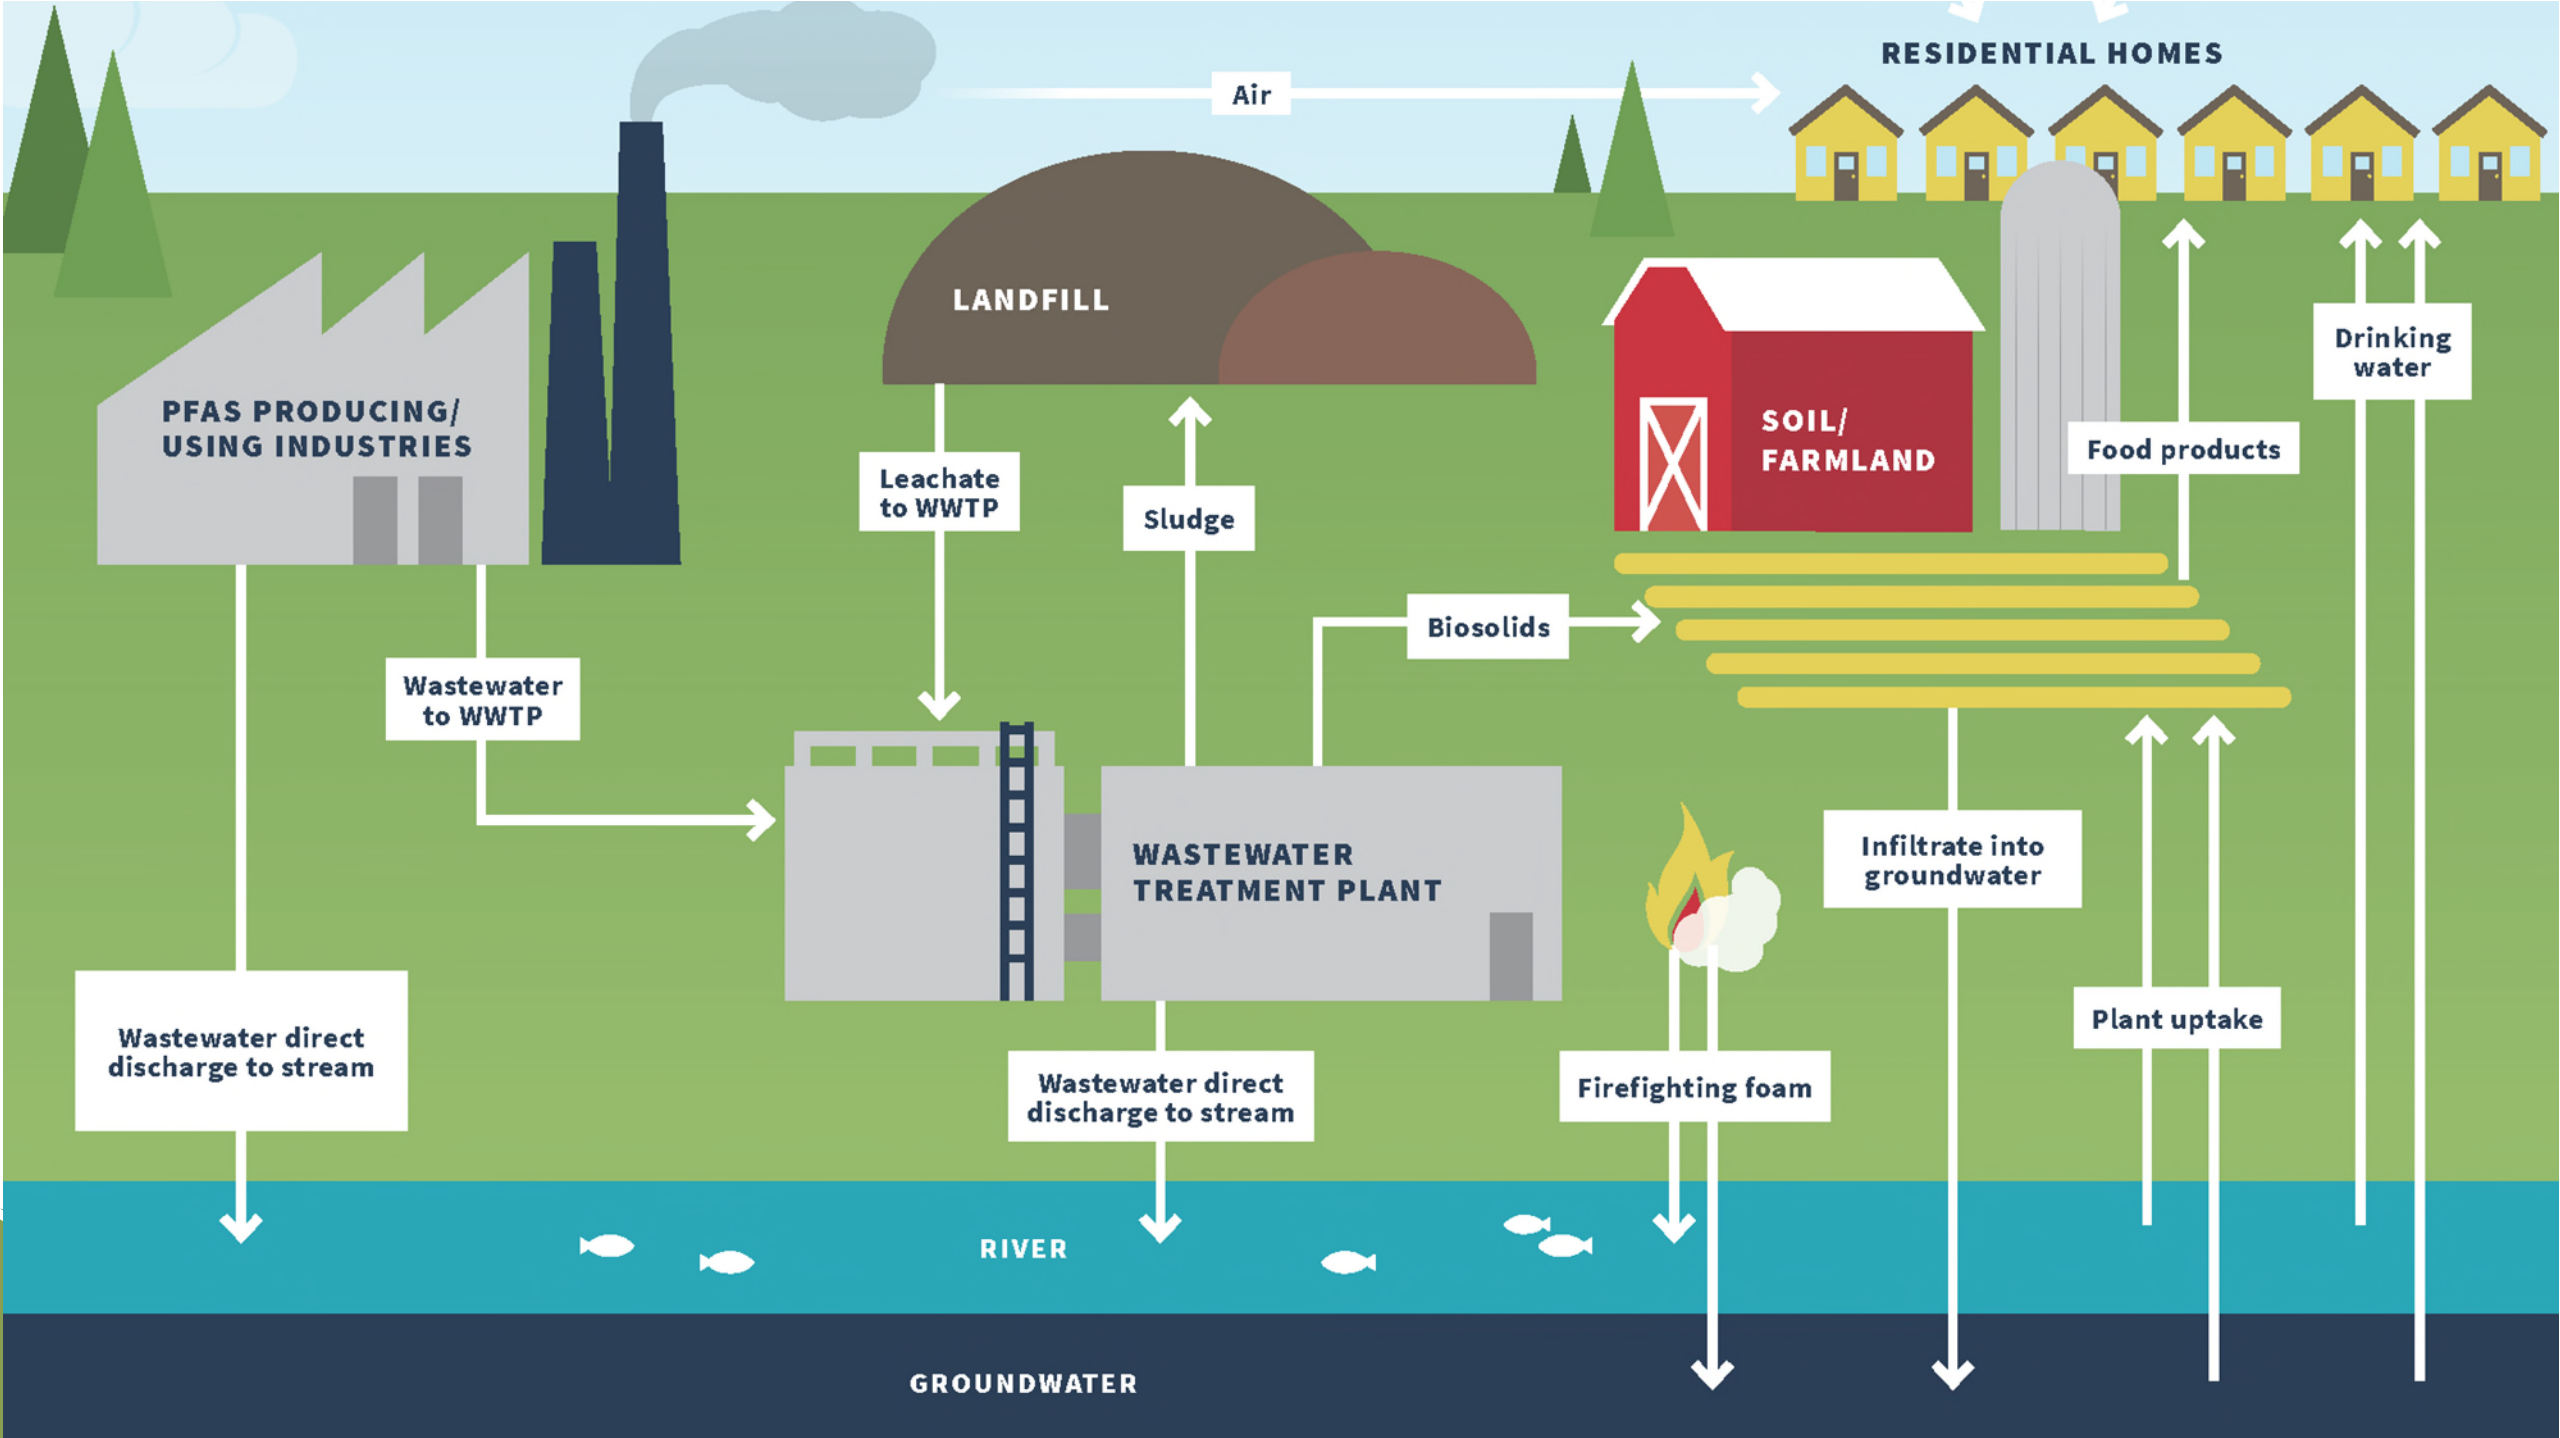 RESIDENTIAL HOMES
Air
LANDFILL
PFAS PRODUCING/
USING INDUSTRIES
Leachate
to WWTP
Sludge
SOIL/
FARMLAND
Food products
Drinking
water
Biosolids
Wastewater
to WWTP
WASTEWATER
TREATMENT PLANT
Infiltrate into
groundwater
Plant uptake
Wastewater direct
discharge to stream
Wastewater direct
discharge to stream
Firefighting foam
RIVER
GROUNDWATER